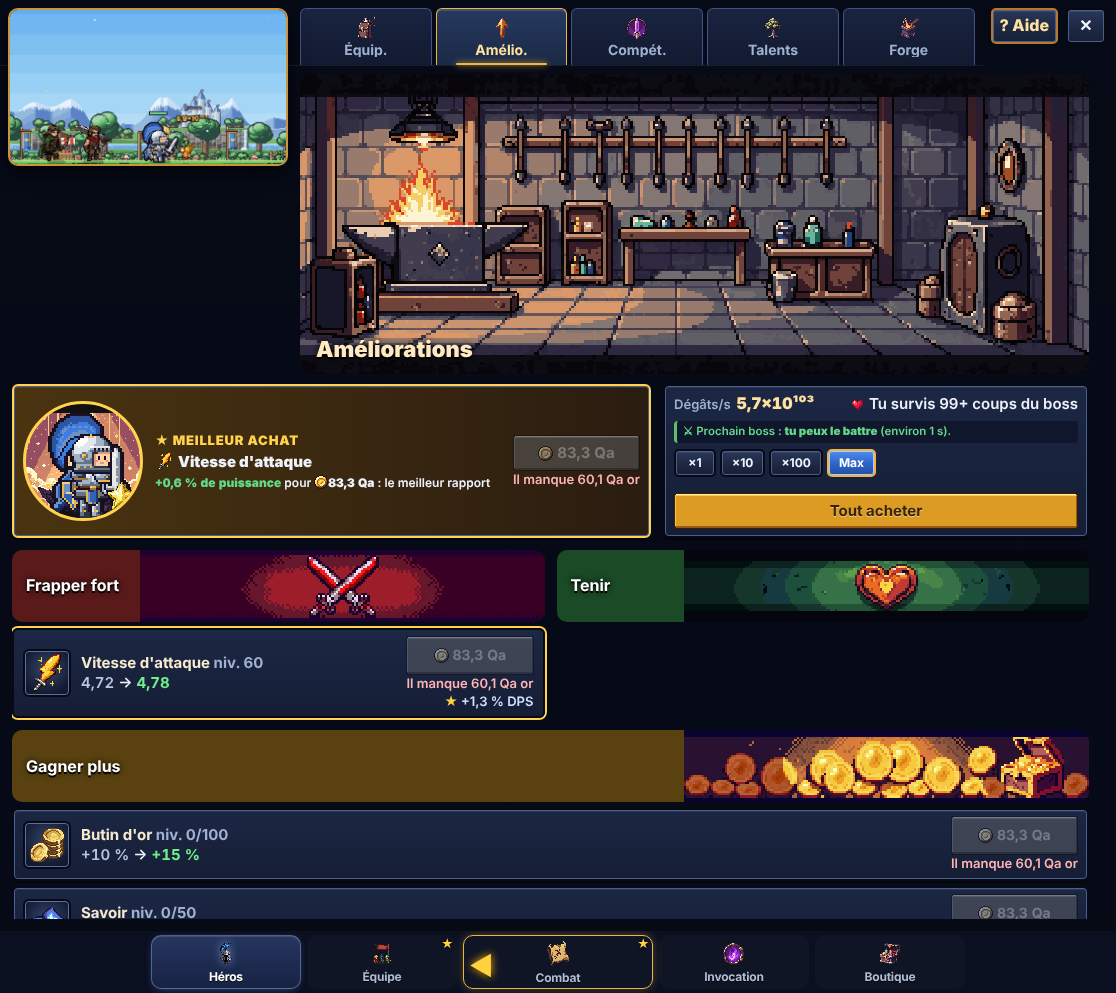 Équip.
Amélio.
Compét.
Talents
Forge
? Aide
×
Améliorations
★ MEILLEUR ACHAT
Vitesse d'attaque
+0,6 % de puissance pour 83,3 Qa : le meilleur rapport
83,3 Qa
Il manque 60,1 Qa or
Dégâts/s 5,7×10¹⁰³
Tu survis 99+ coups du boss
⚔ Prochain boss : tu peux le battre (environ 1 s).
×1
×10
×100
Max
Tout acheter
Frapper fort
Tenir
Vitesse d'attaque niv. 60
4,72 → 4,78
83,3 Qa
Il manque 60,1 Qa or
★ +1,3 % DPS
Gagner plus
Butin d'or niv. 0/100
+10 % → +15 %
83,3 Qa
Il manque 60,1 Qa or
Savoir niv. 0/50
83,3 Qa
Héros
Équipe
Combat
Invocation
Boutique